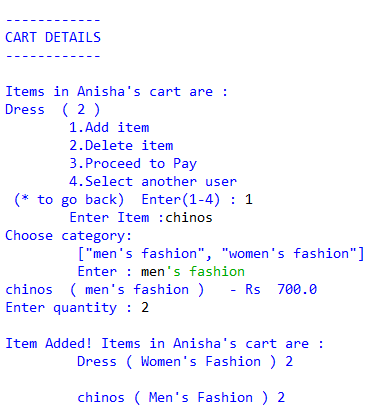 ------------
CART DETAILS
------------
Items in Anisha's cart are :
Dress  ( 2 )
1.Add item
2.Delete item
3.Proceed to Pay
4.Select another user
(* to go back)  Enter(1-4) : 1
Enter Item :chinos
Choose category:
["men's fashion", "women's fashion"]
Enter : men's fashion
chinos  ( men's fashion )   - Rs  700.0
Enter quantity : 2
Item Added! Items in Anisha's cart are :
Dress ( Women's Fashion ) 2
chinos ( Men's Fashion ) 2